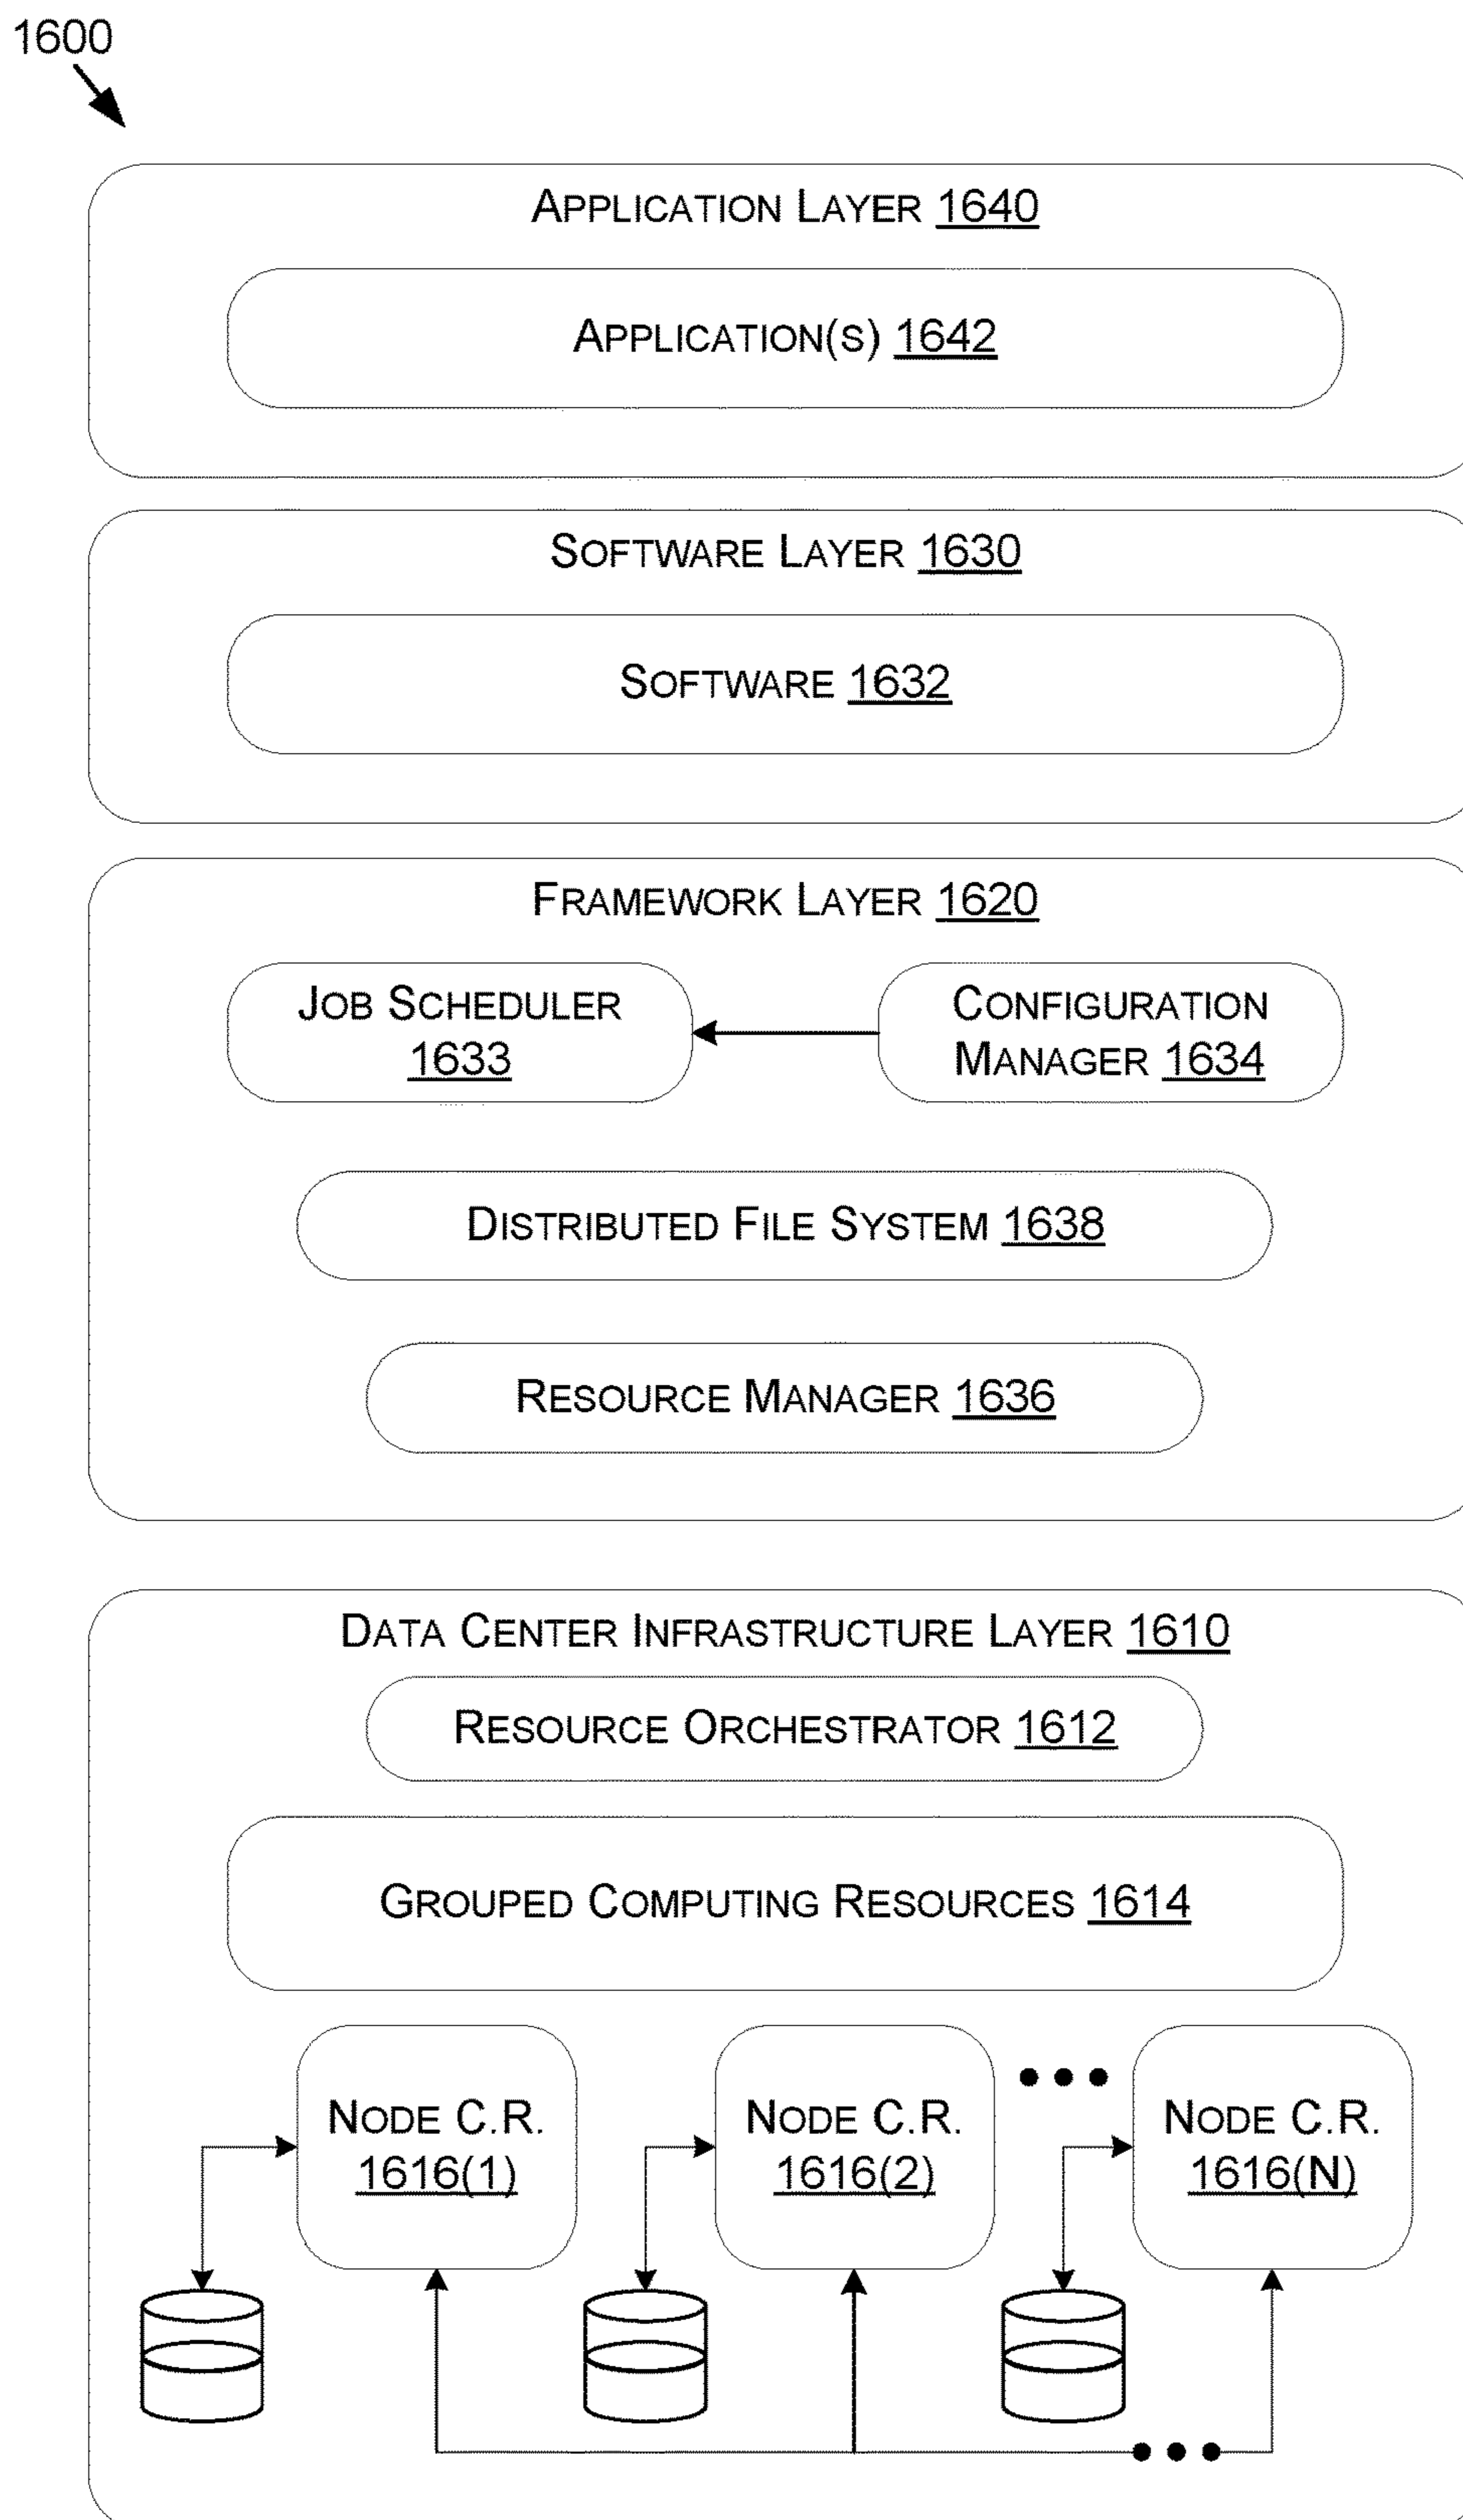 1600
APPLICATION LAYER 1640
APPLICATION(S) 1642
SOFTWARE LAYER 1630
SOFTWARE 1632
FRAMEWORK LAYER 1620
JOB SCHEDULER
1633
CONFIGURATION
MANAGER 1634
DISTRIBUTED FILE SYSTEM 1638
RESOURCE MANAGER 1636
DATA CENTER INFRASTRUCTURE LAYER 1610
RESOURCE ORCHESTRATOR 1612
GROUPED COMPUTING RESOURCES 1614
NODE C.R.
1616(1)
NODE C.R.
1616(2)
NODE C.R.
1616(N)